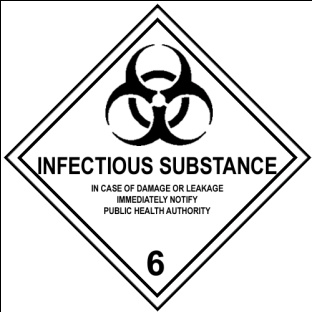 INFECTIOUS SUBSTANCE
IN CASE OF DAMAGE OR LEAKAGE
IMMEDIATELY NOTIFY
PUBLIC HEALTH AUTHORITY
6